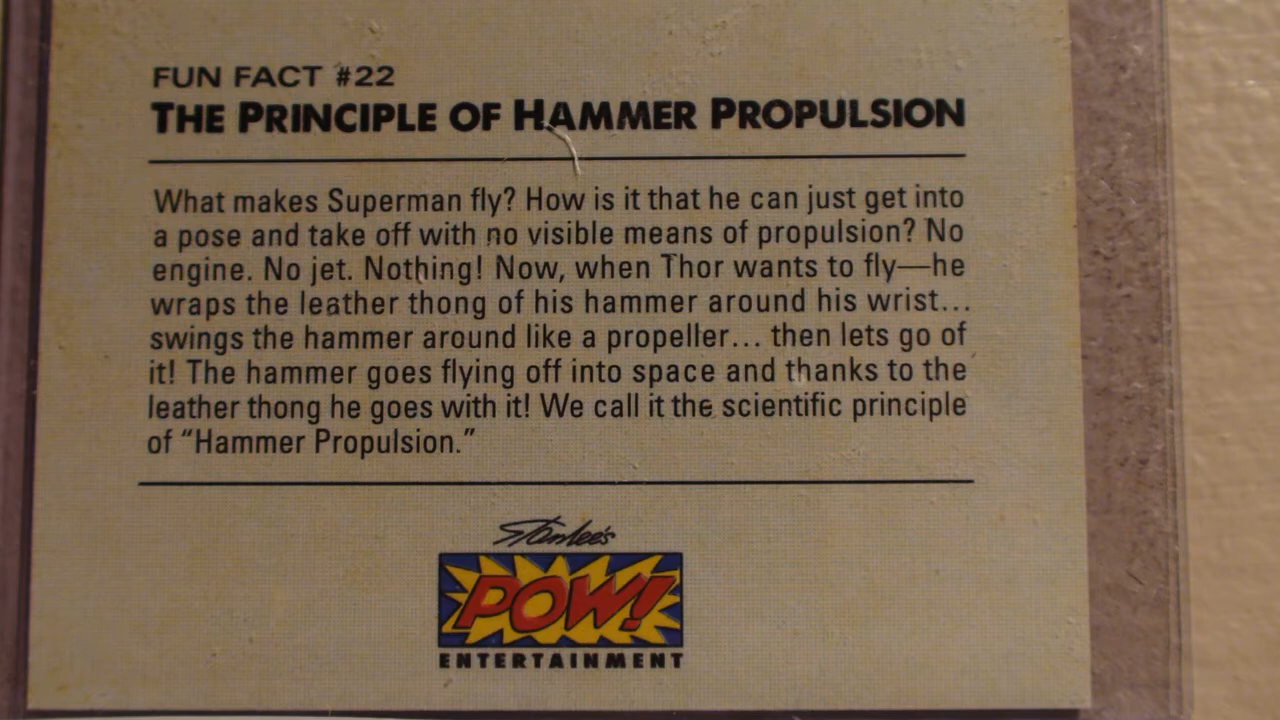 FUN FACT #22
THE PRINCIPLE OF HAMMER PROPULSION
What makes Superman fly? How is it that he can just get into
a pose and take off with no visible means of propulsion? No
engine. No jet. Nothing! Now, when Thor wants to fly—he
wraps the leather thong of his hammer around his wrist...
swings the hammer around like a propeller... then lets go of
it! The hammer goes flying off into space and thanks to the
leather thong he goes with it! We call it the scientific principle
of “Hammer Propulsion.”
Stan Lee's
POW!
ENTERTAINMENT